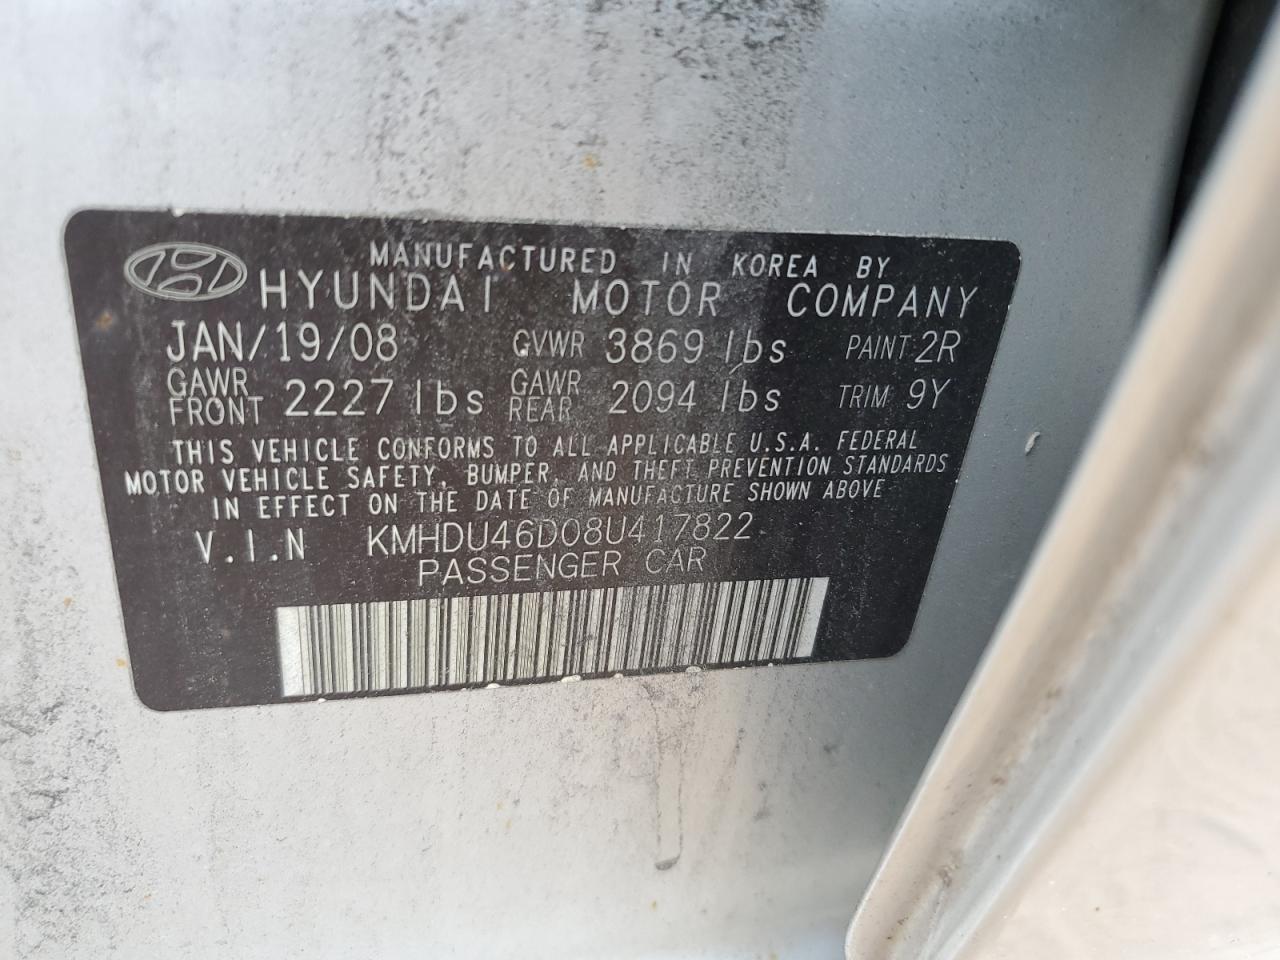 MANUFACTURED IN KOREA BY
HYUNDAI MOTOR COMPANY
JAN/19/08 GVWR 3869 lbs PAINT:2R
GAWR FRONT 2227 lbs GAWR REAR 2094 lbs TRIM 9Y
THIS VEHICLE CONFORMS TO ALL APPLICABLE U.S.A. FEDERAL
MOTOR VEHICLE SAFETY, BUMPER, AND THEFT PREVENTION STANDARDS
IN EFFECT ON THE DATE OF MANUFACTURE SHOWN ABOVE
V.I.N KMHDU46D08U417822
PASSENGER CAR